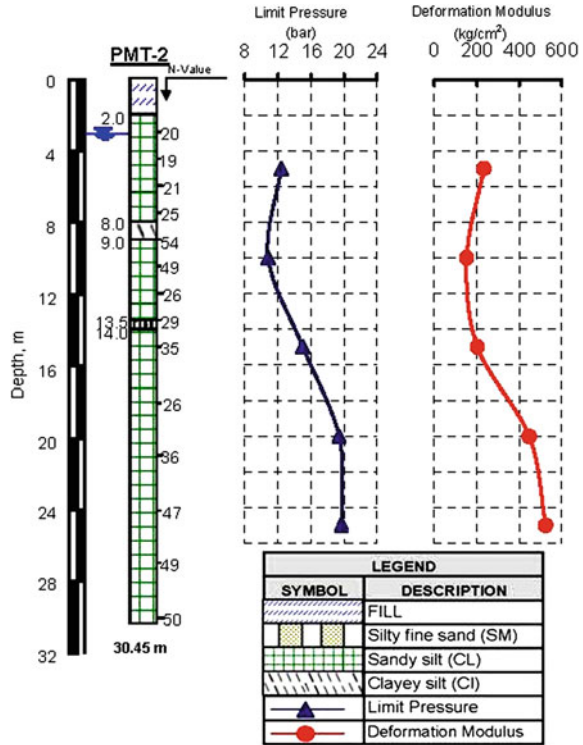 Limit Pressure
(bar)
Deformation Modulus
(kg/cm²)
PMT-2
N-Value
8 12 16 20 24
0 200 400 600
Depth, m
0
4
8
12
16
20
24
28
32
2.0
8.0
9.0
13.5
14.0
20
19
21
25
54
49
26
29
35
26
36
47
49
50
30.45 m
LEGEND
SYMBOL DESCRIPTION
FILL
Silty fine sand (SM)
Sandy silt (CL)
Clayey silt (CI)
Limit Pressure
Deformation Modulus